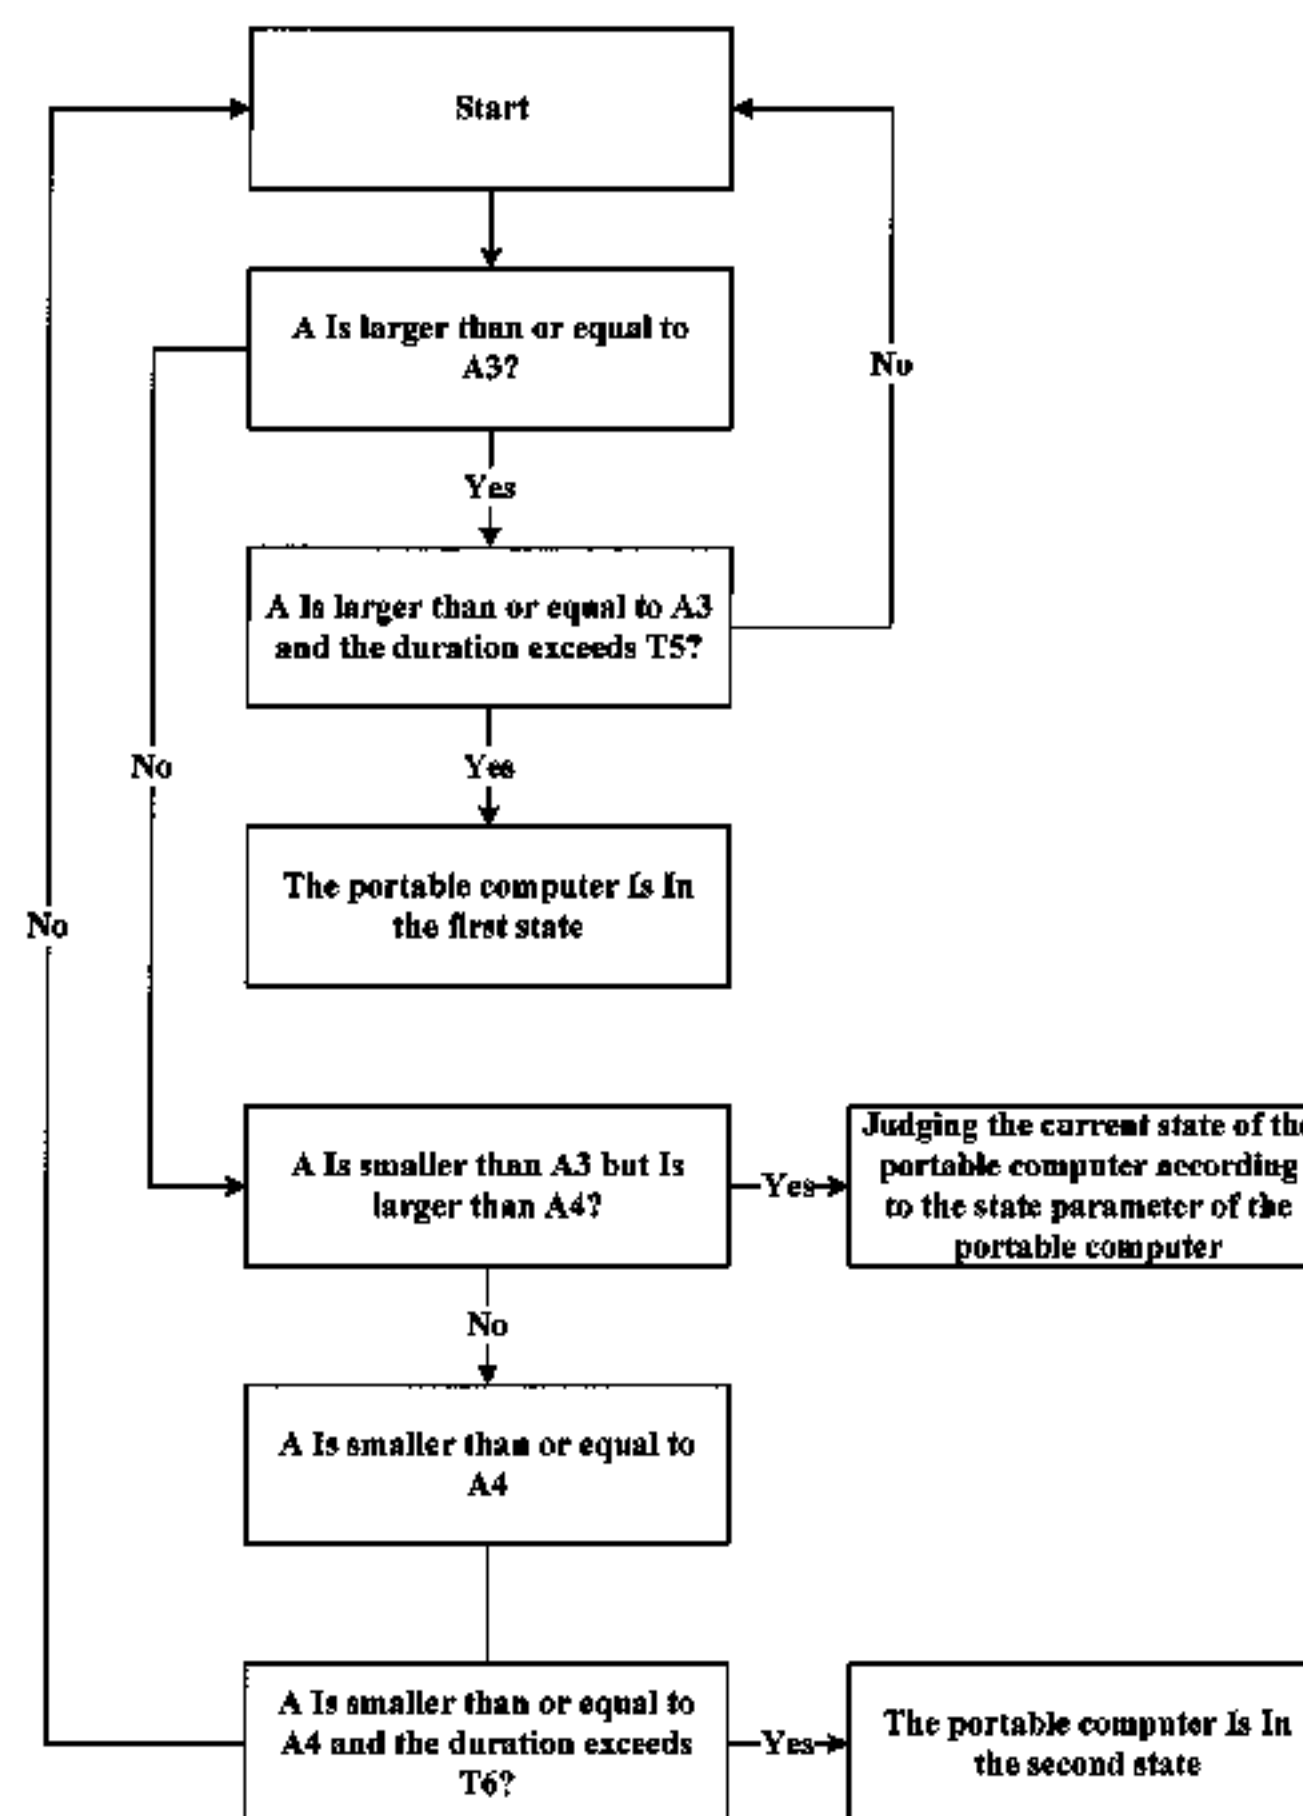 Start
A Is larger than or equal to
A3?
No
Yes
A Is larger than or equal to A3
and the duration exceeds T5?
No
Yes
The portable computer Is In
the first state
No
A Is smaller than A3 but Is
larger than A4?
Yes
Judging the current state of the
portable computer according
to the state parameter of the
portable computer
No
A Is smaller than or equal to
A4
A Is smaller than or equal to
A4 and the duration exceeds
T6?
Yes
The portable computer Is In
the second state